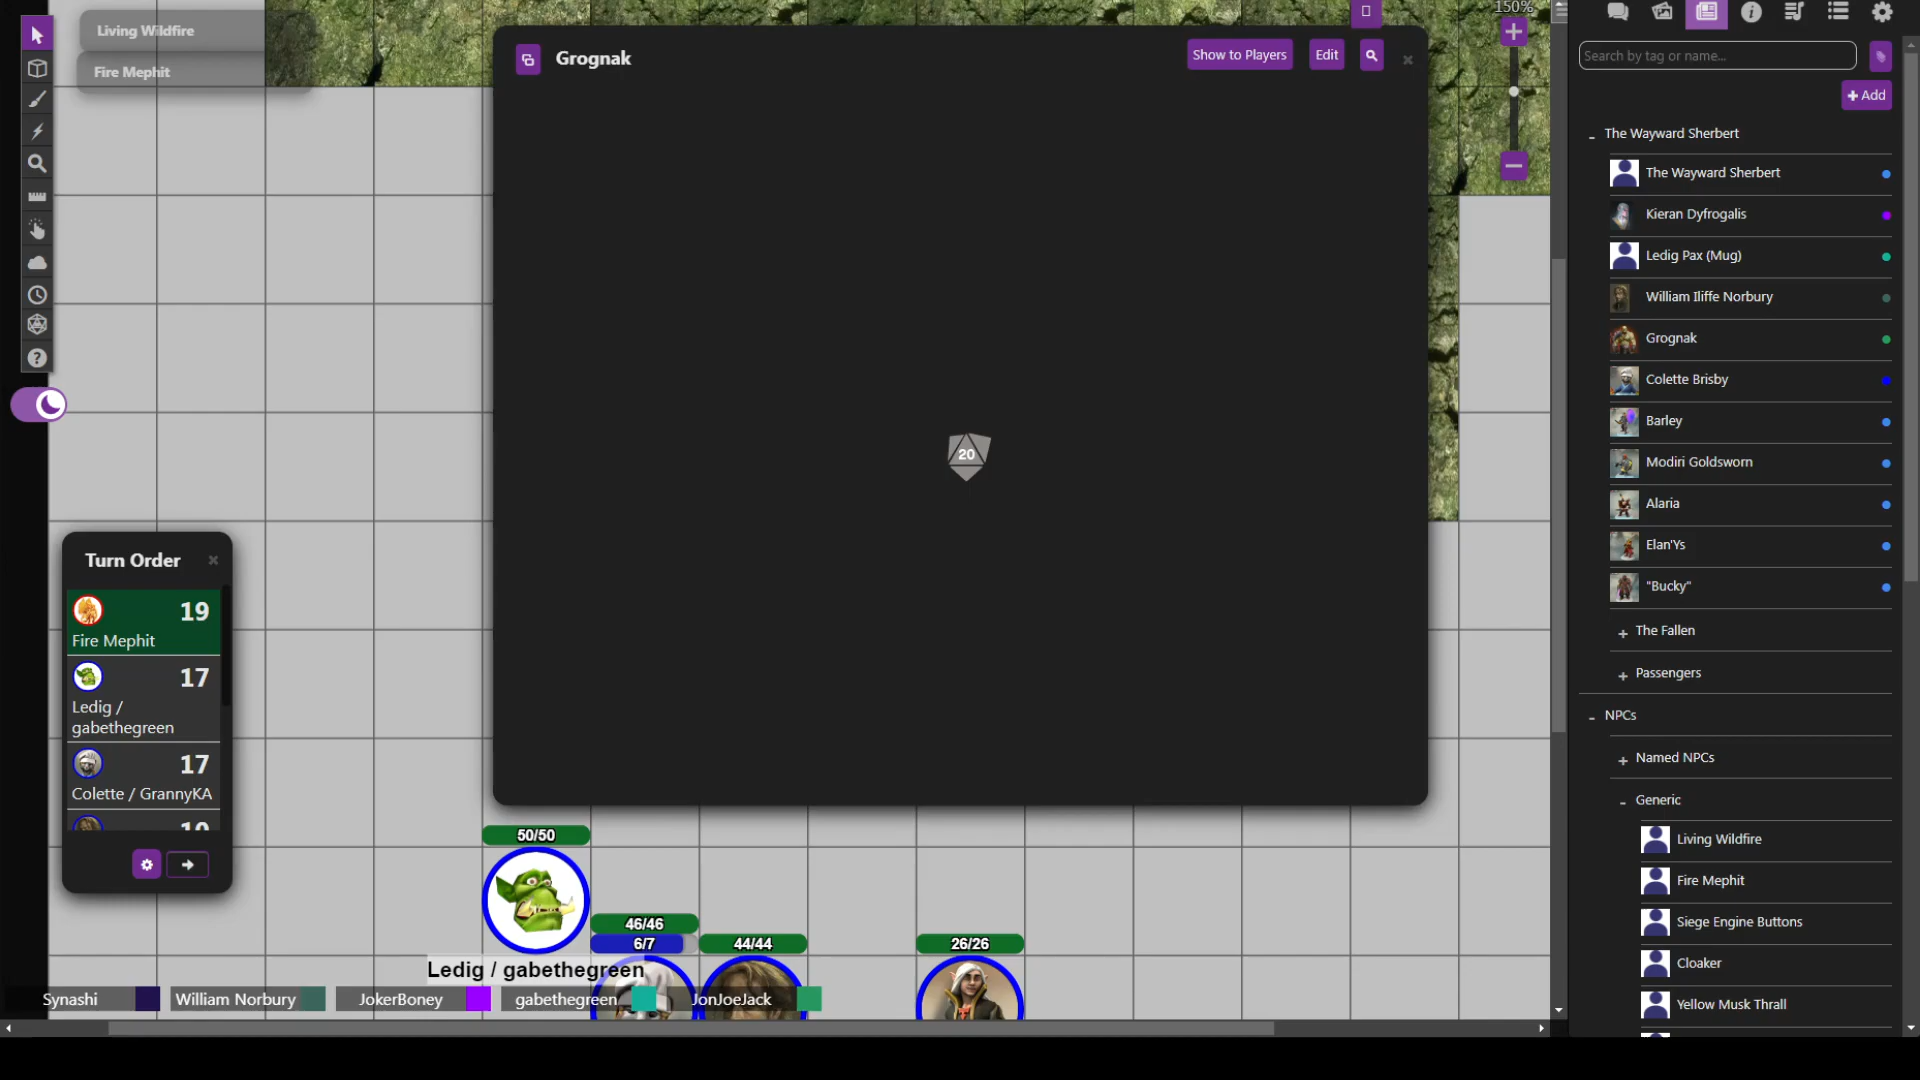 Living Wildfire
Fire Mephit
Grognak
Show to Players
Edit
150%
Search by tag or name...
Add
The Wayward Sherbert
The Wayward Sherbert
Kieran Dyfrogalis
Ledig Pax (Mug)
William Iliffe Norbury
Grognak
Colette Brisby
Barley
Modiri Goldsworn
Alaria
Elan'Ys
"Bucky"
The Fallen
Passengers
NPCs
Named NPCs
Generic
Living Wildfire
Fire Mephit
Siege Engine Buttons
Cloaker
Yellow Musk Thrall
20
Turn Order
19
Fire Mephit
17
Ledig /
gabethegreen
17
Colette / GrannyKA
10
50/50
46/46
6/7
44/44
26/26
Ledig / gabethegreen
Synashi
William Norbury
JokerBoney
gabethegreen
JonJoeJack